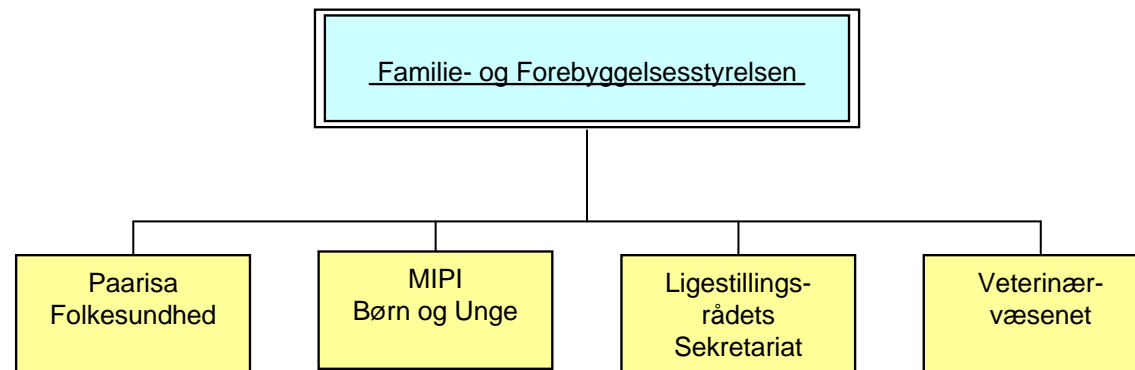 Familie- og Forebyggelsesstyrelsen
Paarisa
Folkesundhed
MIPI
Børn og Unge
Ligestillings-
rådets
Sekretariat
Veterinær-
væsenet